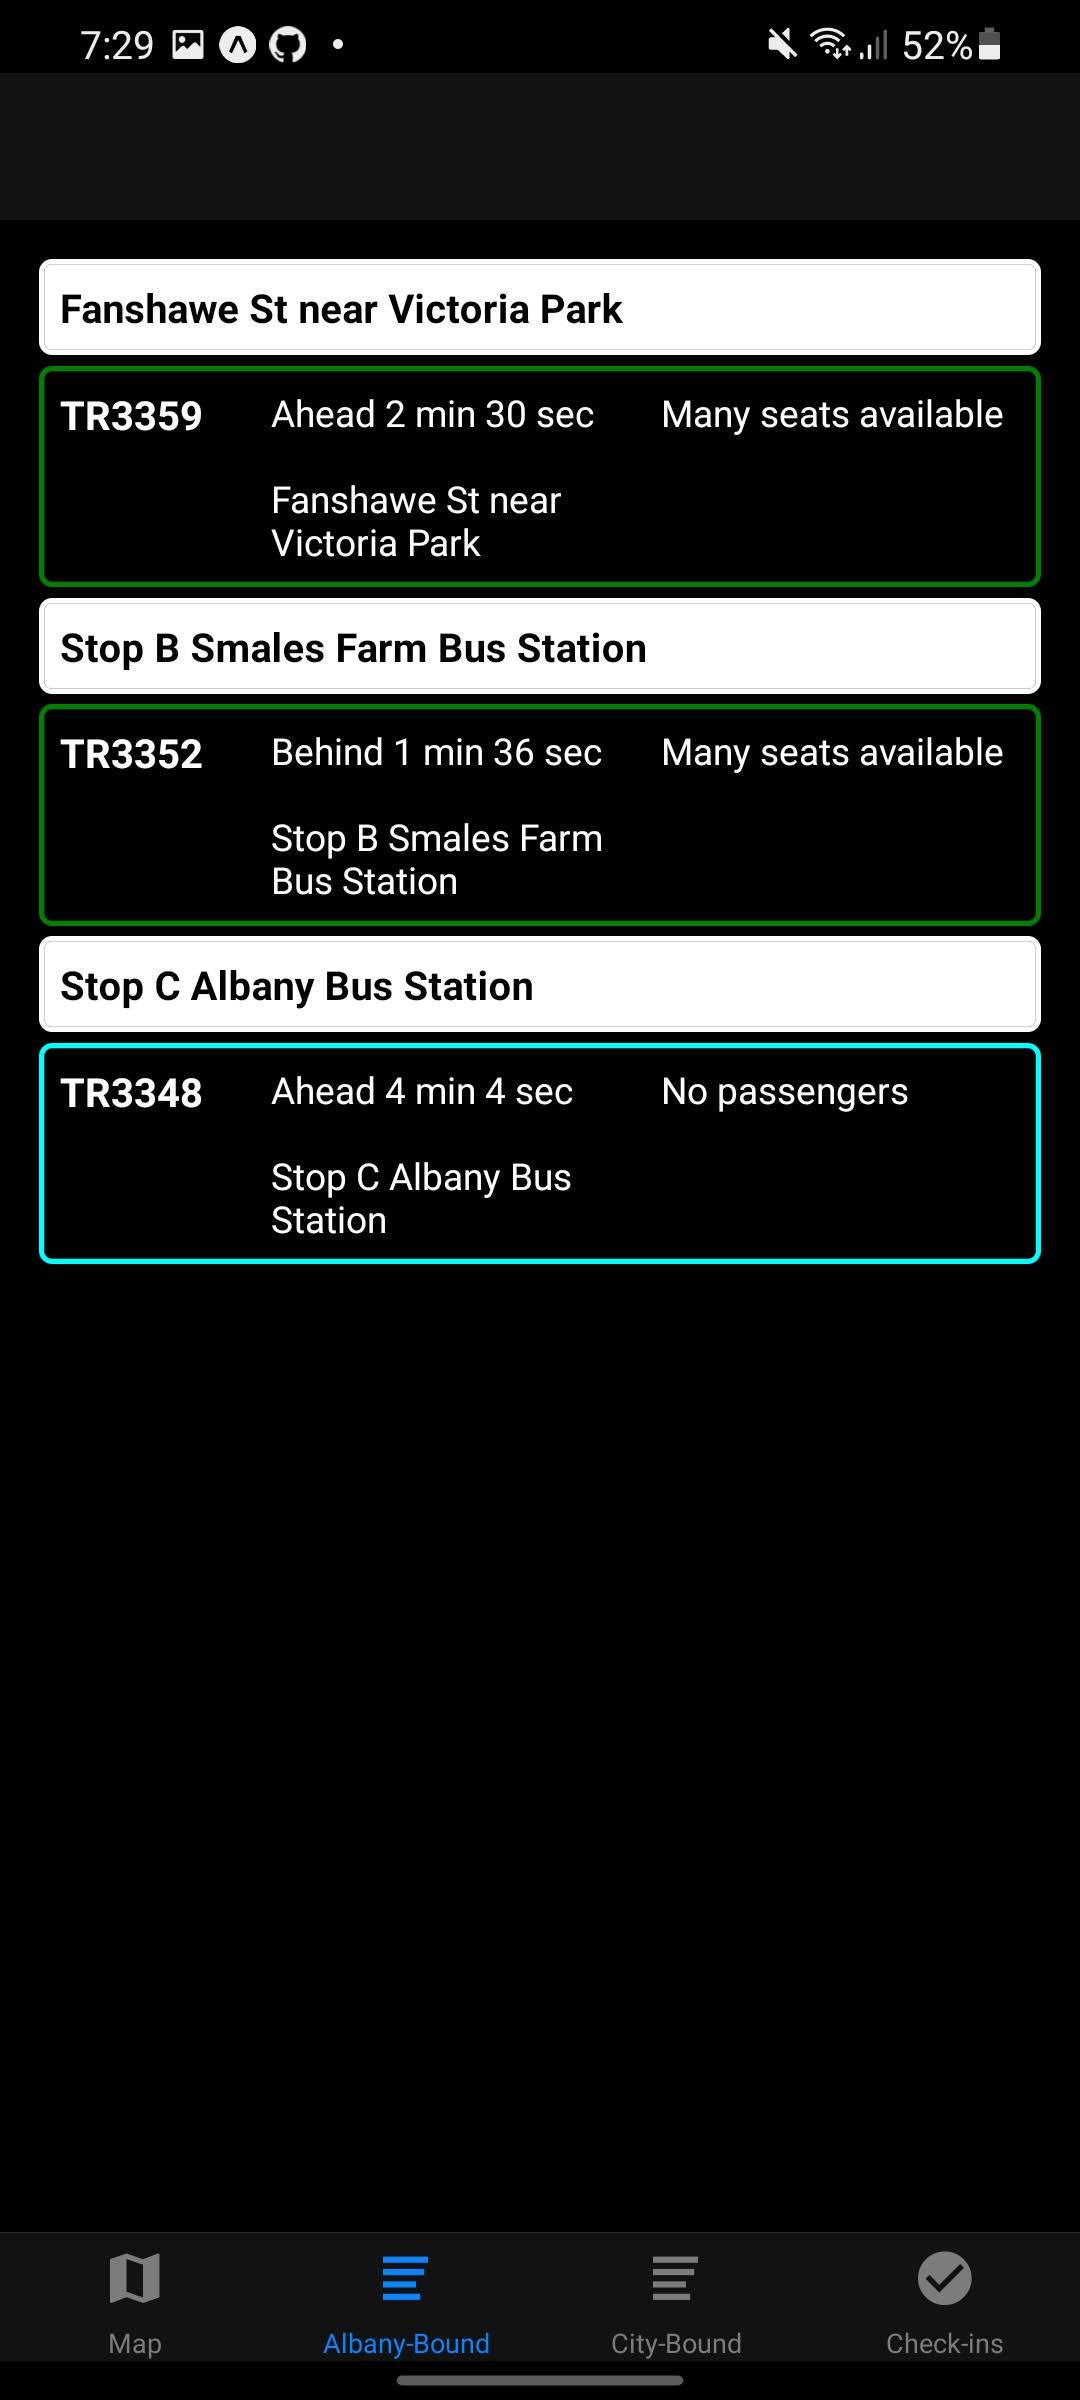 7:29 52%
Fanshawe St near Victoria Park
TR3359 Ahead 2 min 30 sec Many seats available
Fanshawe St near
Victoria Park
Stop B Smales Farm Bus Station
TR3352 Behind 1 min 36 sec Many seats available
Stop B Smales Farm
Bus Station
Stop C Albany Bus Station
TR3348 Ahead 4 min 4 sec No passengers
Stop C Albany Bus
Station
Map Albany-Bound City-Bound Check-ins